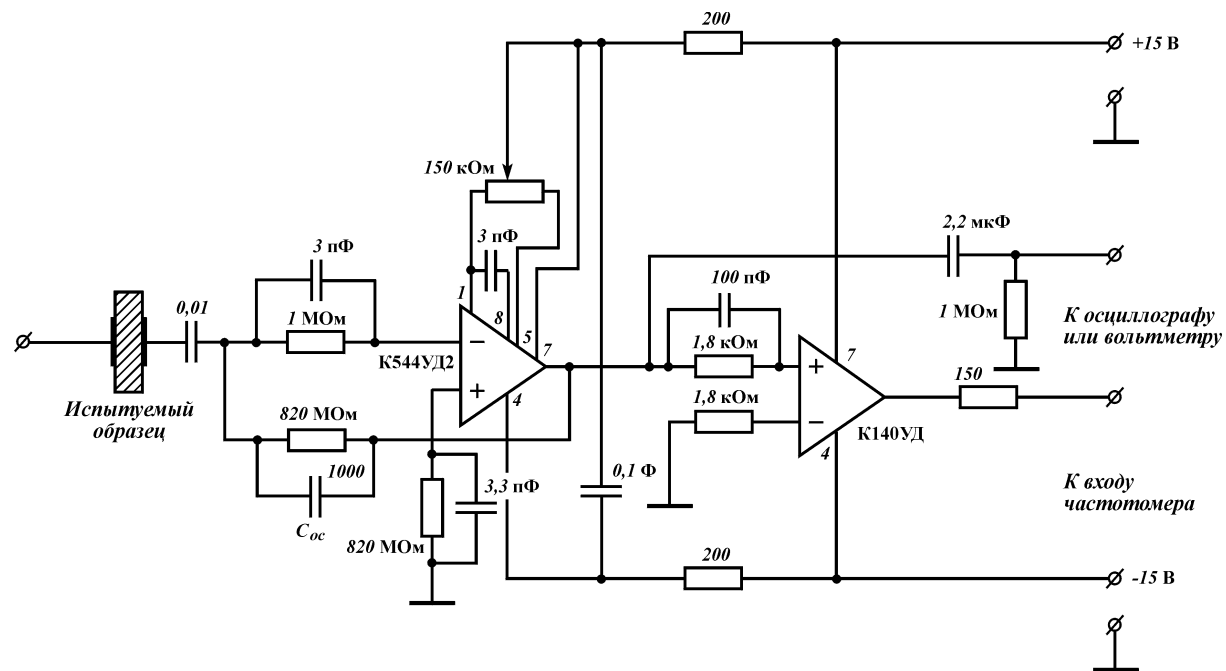 200
+15 В
150 кОм
3 пФ
2,2 мкФ
3 пФ
100 пФ
0,01
1
8
1 МОм
1 МОм
5
7
1,8 кОм
К осциллографу
или вольтметру
К544УД2
7
150
4
1,8 кОм
Испытуемый
образец
820 МОм
К140УД
4
1000
0,1 Ф
3,3 пФ
К входу
частотомера
Cос
820 МОм
200
-15 В